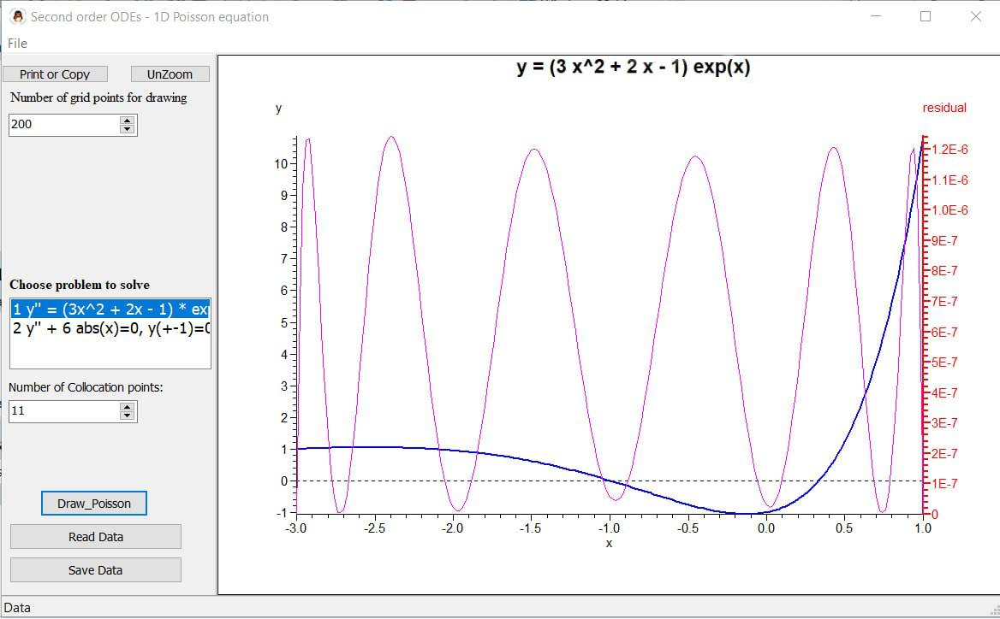 Second order ODEs - 1D Poisson equation
File
Print or Copy
UnZoom
Number of grid points for drawing
200
Choose problem to solve
1 y'' = (3x^2 + 2x - 1) * exp
2 y'' + 6 abs(x)=0, y(+-1)=0
Number of Collocation points:
11
Draw_Poisson
Read Data
Save Data
Data
y = (3 x^2 + 2 x - 1) exp(x)
y
residual
10
9
8
7
6
5
4
3
2
1
0
-1
1.2E-6
1.1E-6
1.0E-6
9E-7
8E-7
7E-7
6E-7
5E-7
4E-7
3E-7
2E-7
1E-7
0
-3.0 -2.5 -2.0 -1.5 -1.0 -0.5 0.0 0.5 1.0
x